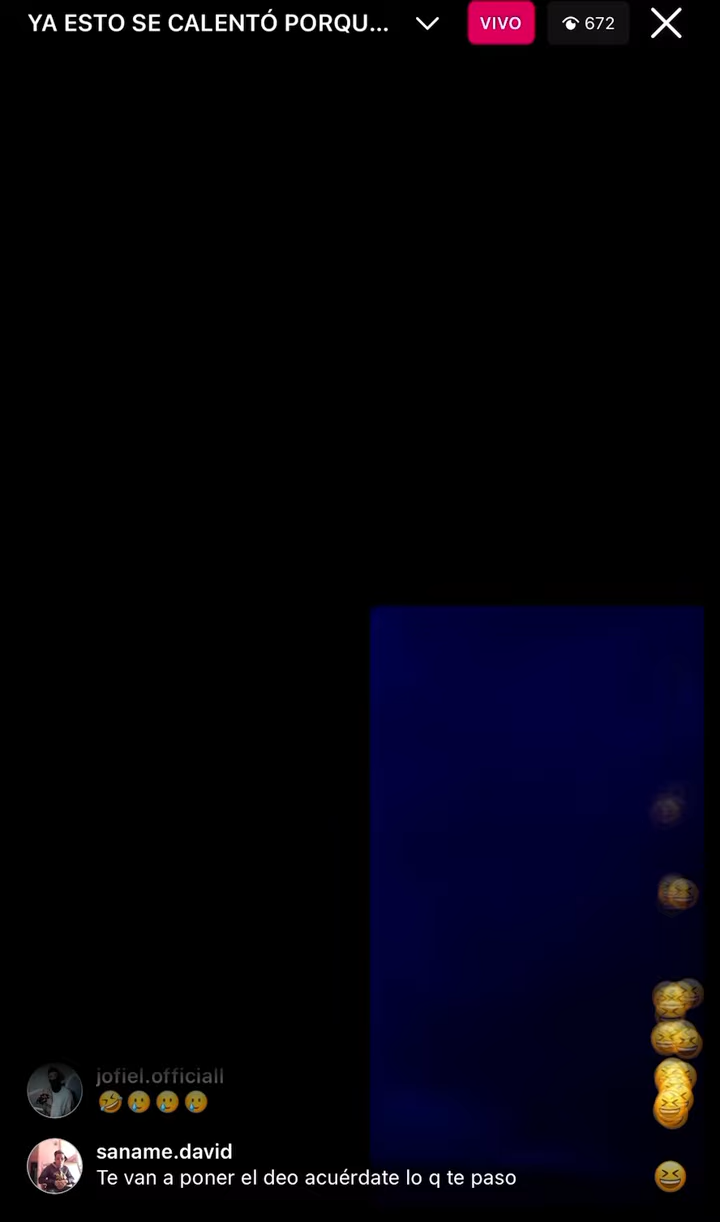 YA ESTO SE CALENTÓ PORQU...
VIVO
672
jofiel.officiall
🤣🥲🥲🥲
saname.david
Te van a poner el deo acuérdate lo q te paso